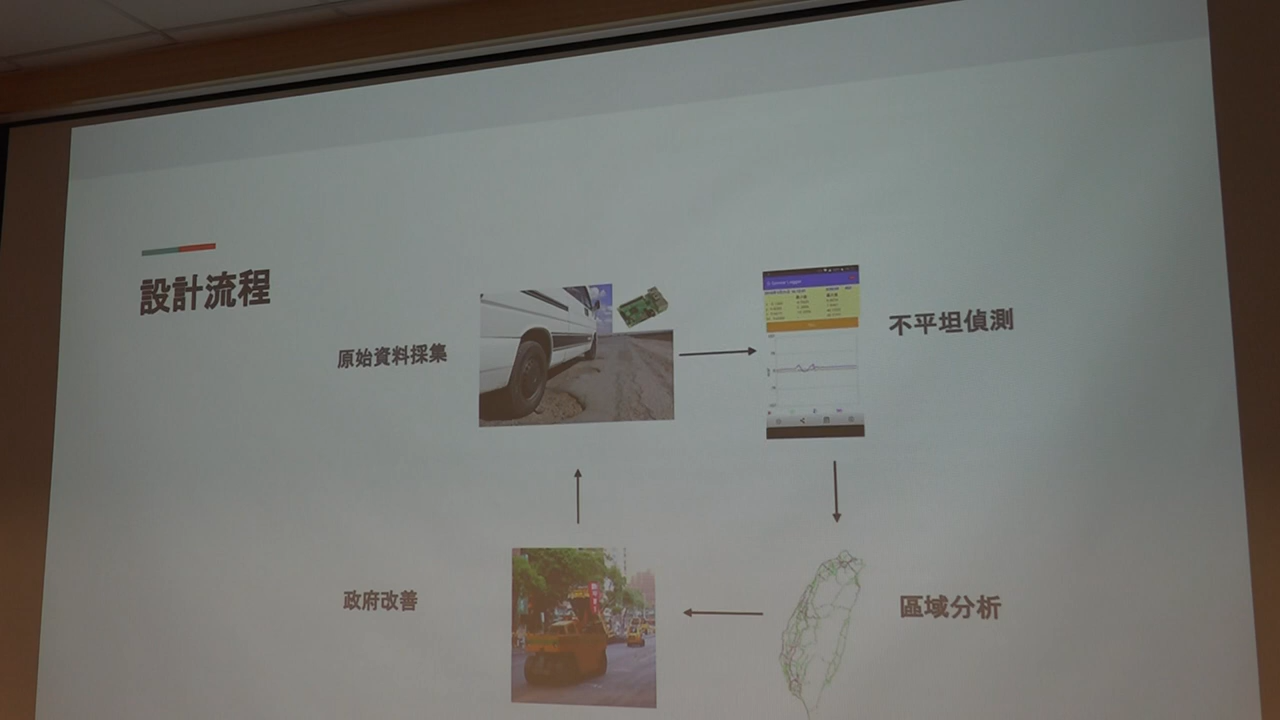 設計流程
原始資料採集
不平坦偵測
政府改善
區域分析